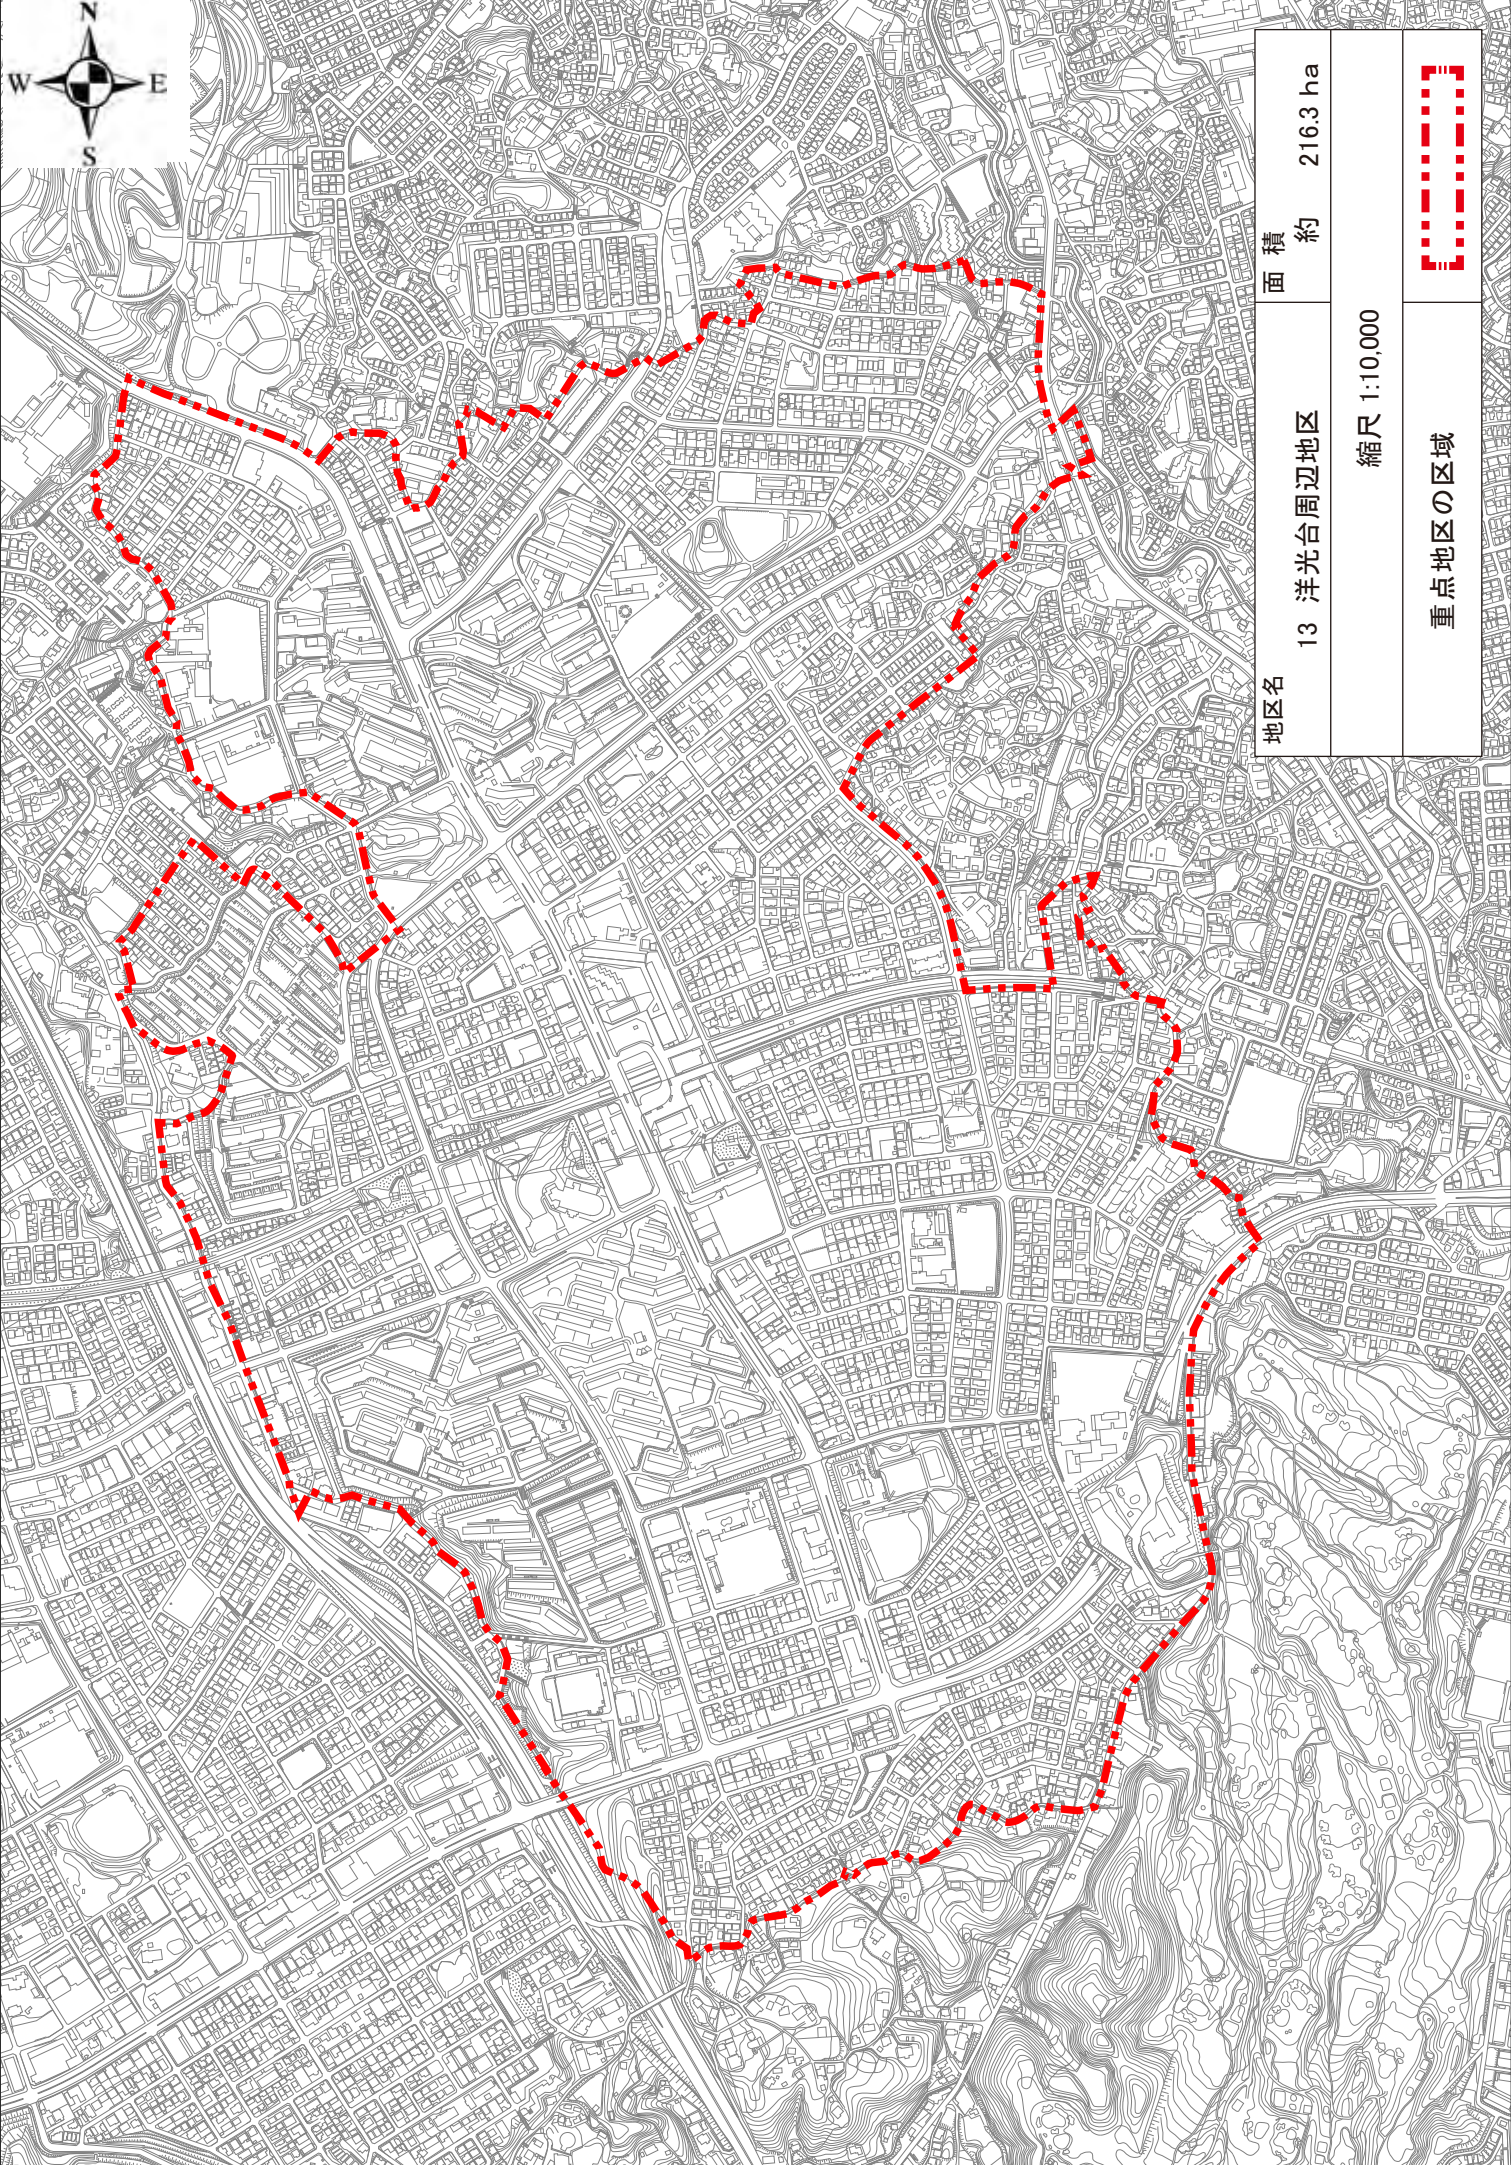 N
W E
S
地区名
13 洋光台周辺地区
面 積
約 216.3 ha
縮尺 1:10,000
重点地区の区域